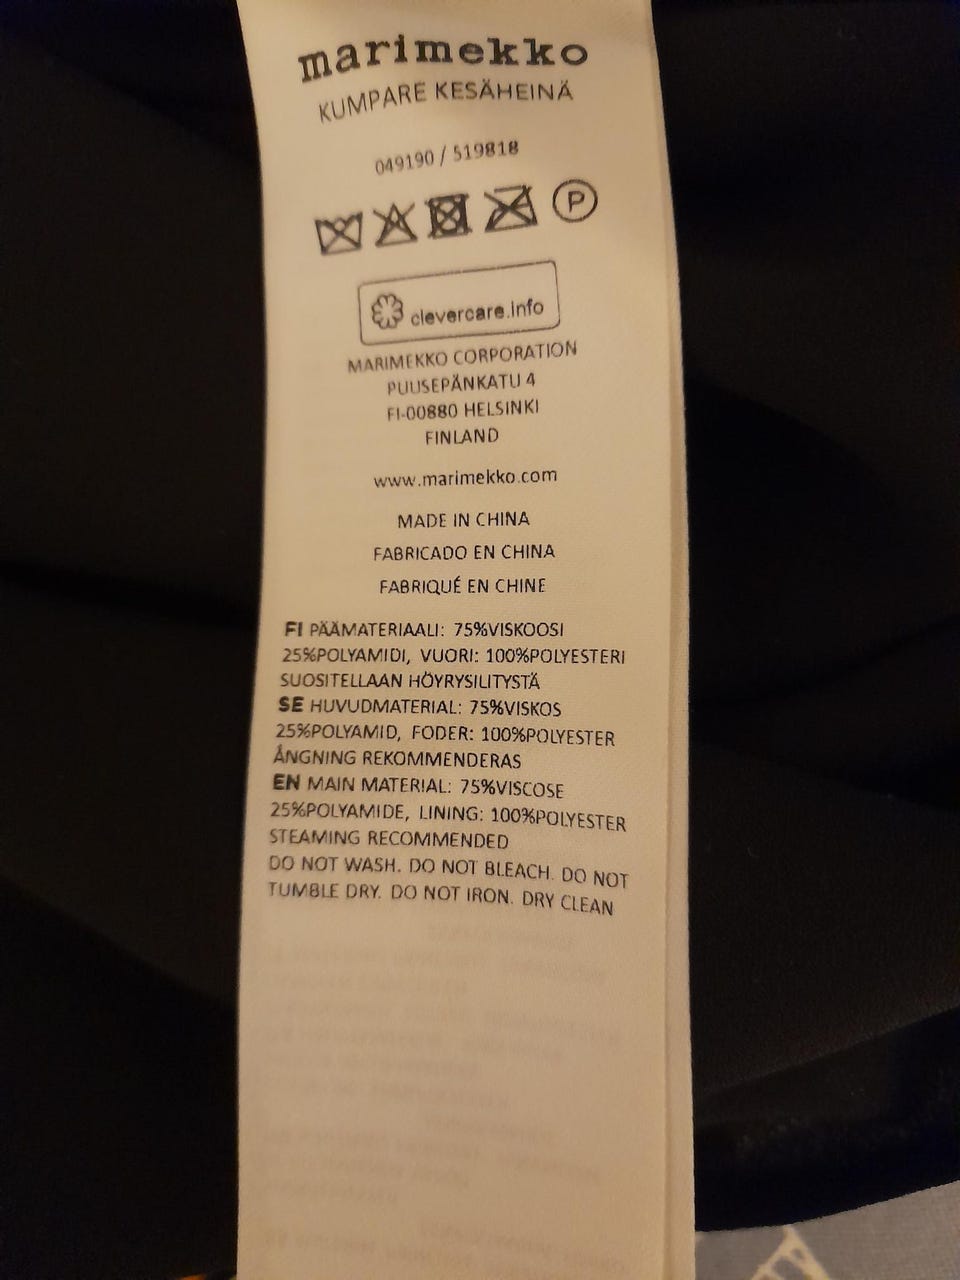 marimekko
KUMPARE KESÄHEINÄ
049190 / 519818
P
clevercare.info
MARIMEKKO CORPORATION
PUUSEPÄNKATU 4
FI-00880 HELSINKI
FINLAND
www.marimekko.com
MADE IN CHINA
FABRICADO EN CHINA
FABRIQUÉ EN CHINE
FI PÄÄMATERIAALI: 75%VISKOOSI
25%POLYAMIDI, VUORI: 100%POLYESTERI
SUOSITELLAAN HÖYRYSILITYSTÄ
SE HUVUDMATERIAL: 75%VISKOS
25%POLYAMID, FODER: 100%POLYESTER
ÅNGNING REKOMMENDERAS
EN MAIN MATERIAL: 75%VISCOSE
25%POLYAMIDE, LINING: 100%POLYESTER
STEAMING RECOMMENDED
DO NOT WASH. DO NOT BLEACH. DO NOT
TUMBLE DRY. DO NOT IRON. DRY CLEAN